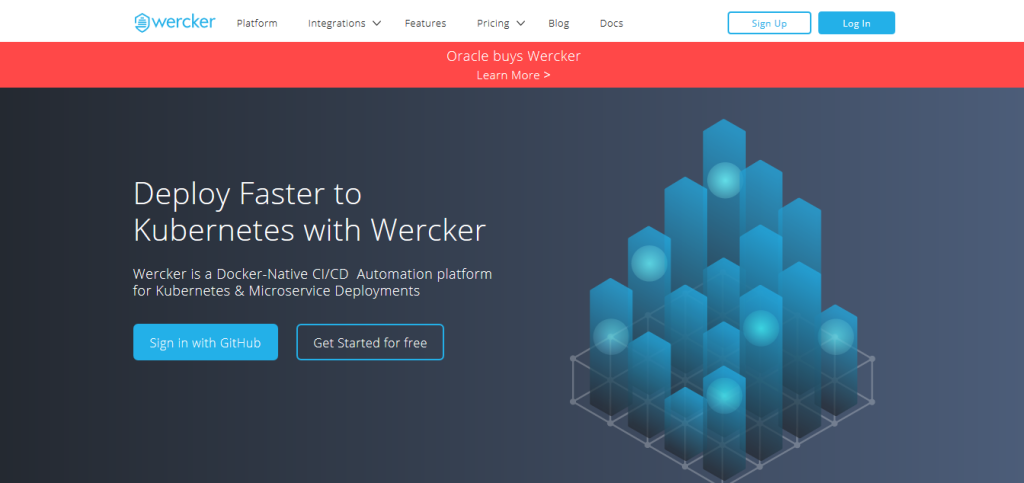 wercker
Platform
Integrations
Features
Pricing
Blog
Docs
Sign Up
Log In
Oracle buys Wercker
Learn More >
Deploy Faster to
Kubernetes with Wercker
Wercker is a Docker-Native CI/CD  Automation platform
for Kubernetes & Microservice Deployments
Sign in with GitHub
Get Started for free